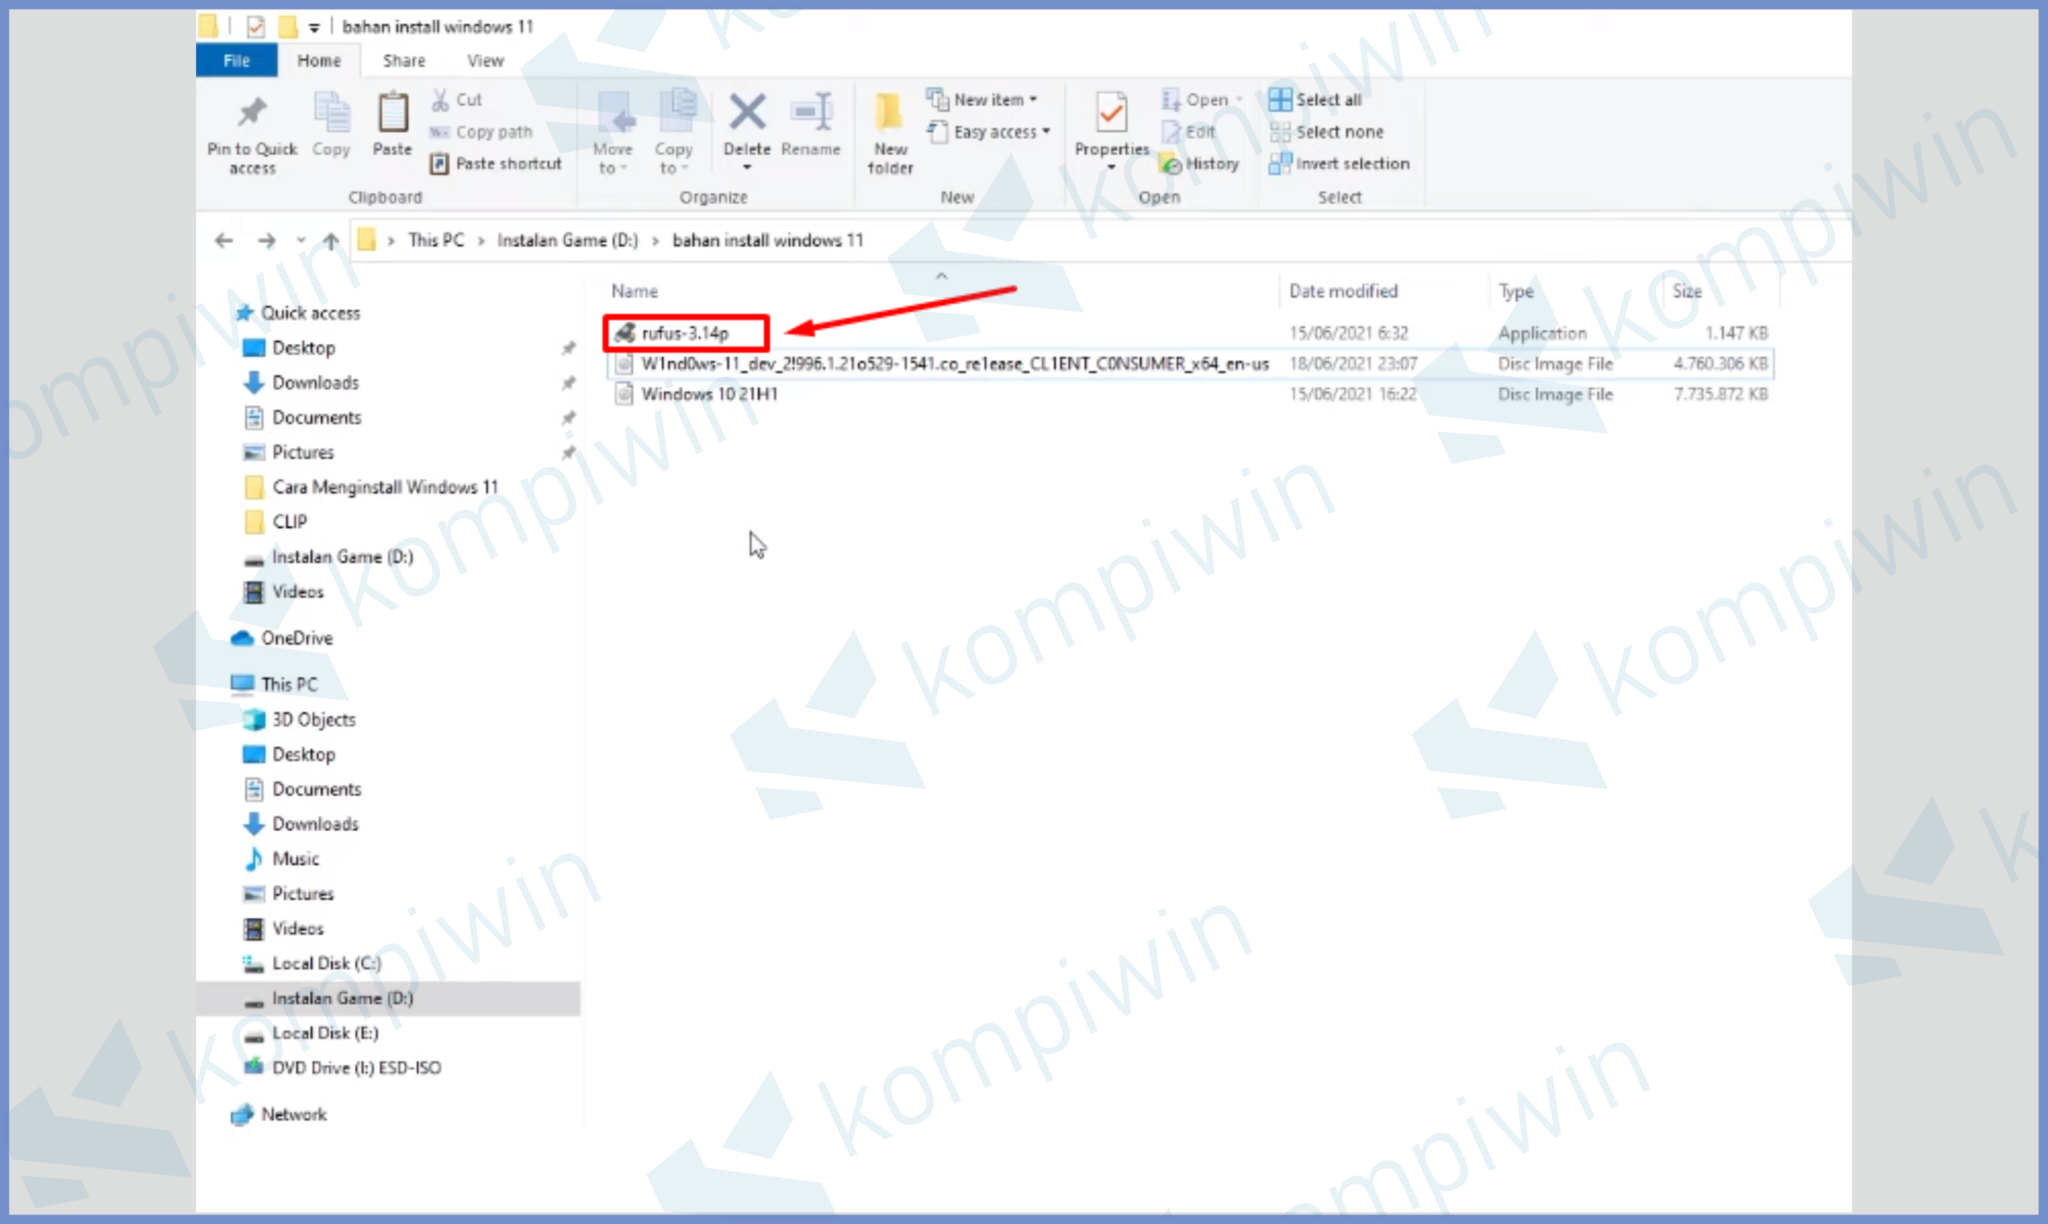 bahan install windows 11
File Home Share View
Pin to Quick access
Copy
Paste
Cut
Copy path
Paste shortcut
Clipboard
Move to
Copy to
Delete
Rename
Organize
New folder
New item
Easy access
New
Properties
Open
Edit
History
Open
Select all
Select none
Invert selection
Select
This PC > Instalan Game (D:) > bahan install windows 11
Name Date modified Type Size
rufus-3.14p 15/06/2021 6:32 Application 1.147 KB
W1nd0ws-11_dev_2!996.1.21o529-1541.co_re1ease_CL1ENT_C0NSUMER_x64_en-us 18/06/2021 23:07 Disc Image File 4.760.306 KB
Windows 10 21H1 15/06/2021 16:22 Disc Image File 7.735.872 KB
Quick access
Desktop
Downloads
Documents
Pictures
Cara Menginstall Windows 11
CLIP
Instalan Game (D:)
Videos
OneDrive
This PC
3D Objects
Desktop
Documents
Downloads
Music
Pictures
Videos
Local Disk (C:)
Instalan Game (D:)
Local Disk (E:)
DVD Drive (I:) ESD-ISO
Network
kompiwin
kompiwin
kompiwin
kompiwin
kompiwin
kompiwin
kompiwin
kompiwin